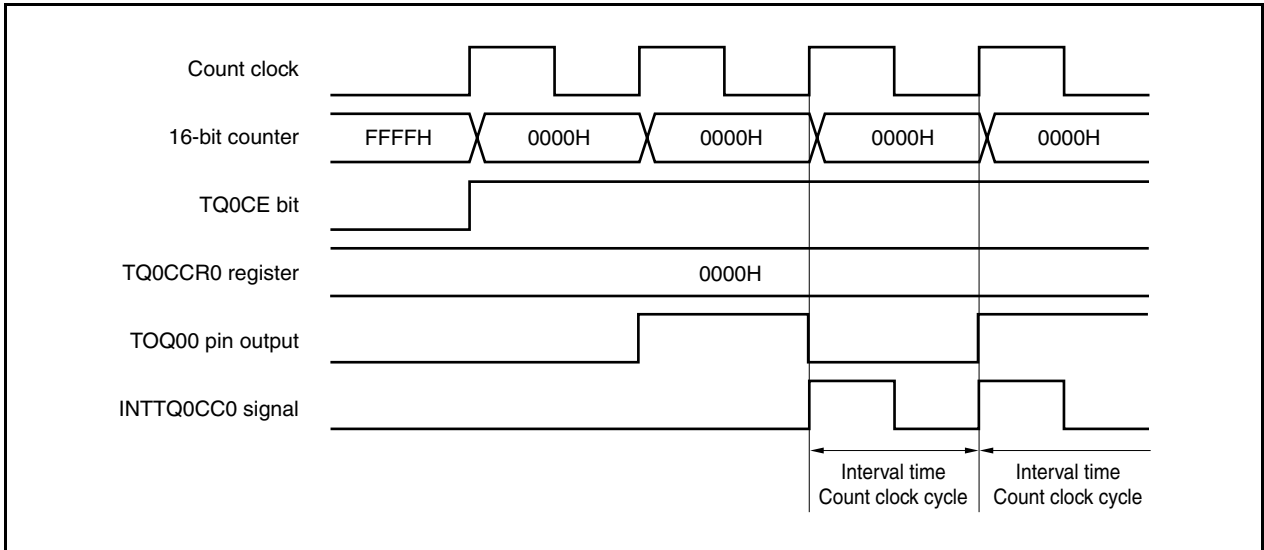 Count clock
16-bit counter FFFFH 0000H 0000H 0000H 0000H
TQ0CE bit
TQ0CCR0 register 0000H
TOQ00 pin output
INTTQ0CC0 signal
Interval time Interval time
Count clock cycle Count clock cycle